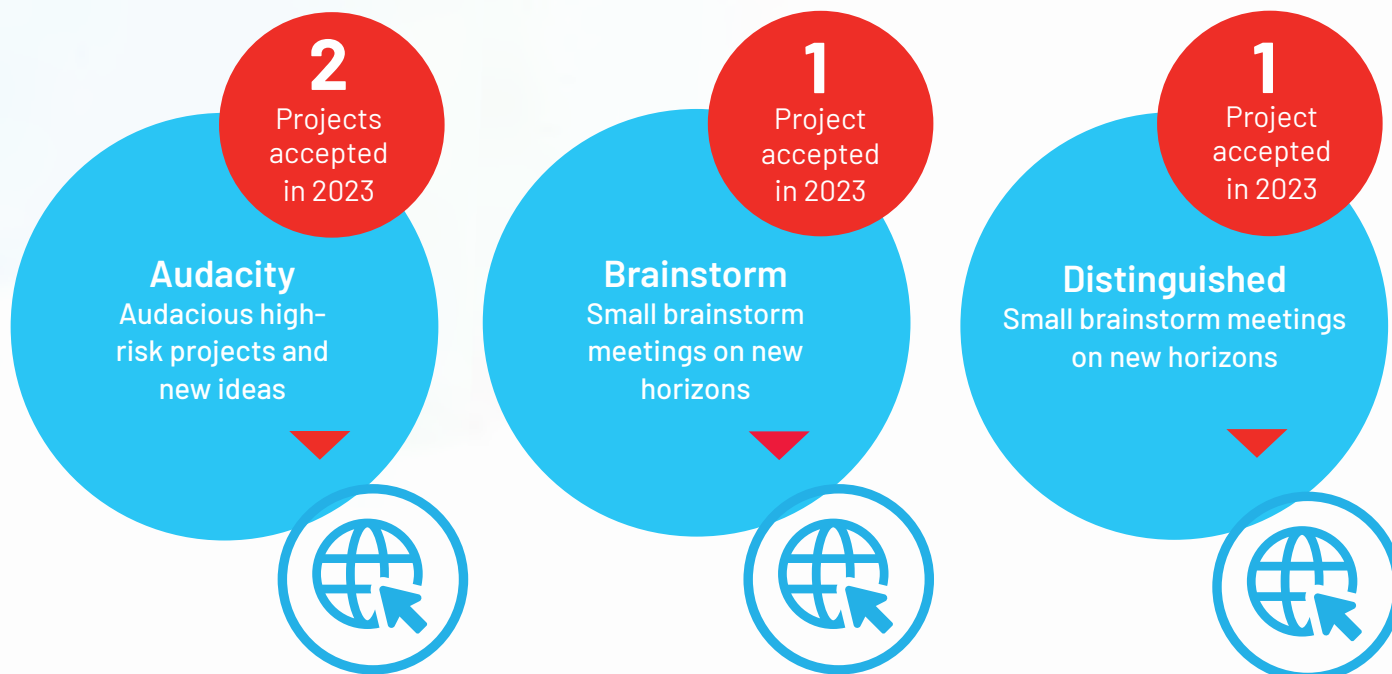 2
Projects
accepted
in 2023
Audacity
Audacious high-
risk projects and
new ideas
1
Project
accepted
in 2023
Brainstorm
Small brainstorm
meetings on new
horizons
1
Project
accepted
in 2023
Distinguished
Small brainstorm meetings
on new horizons